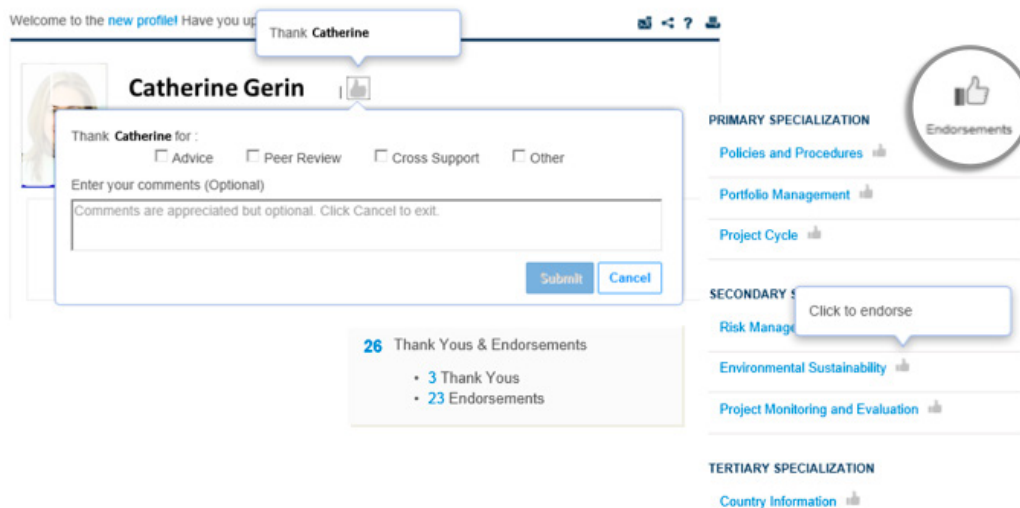 Welcome to the new profile! Have you up
Thank Catherine
Catherine Gerin
Thank Catherine for :
Advice Peer Review Cross Support Other
Enter your comments (Optional)
Comments are appreciated but optional. Click Cancel to exit.
Submit Cancel
26 Thank Yous & Endorsements
• 3 Thank Yous
• 23 Endorsements
Endorsements
PRIMARY SPECIALIZATION
Policies and Procedures
Portfolio Management
Project Cycle
SECONDARY S
Click to endorse
Risk Manage
Environmental Sustainability
Project Monitoring and Evaluation
TERTIARY SPECIALIZATION
Country Information